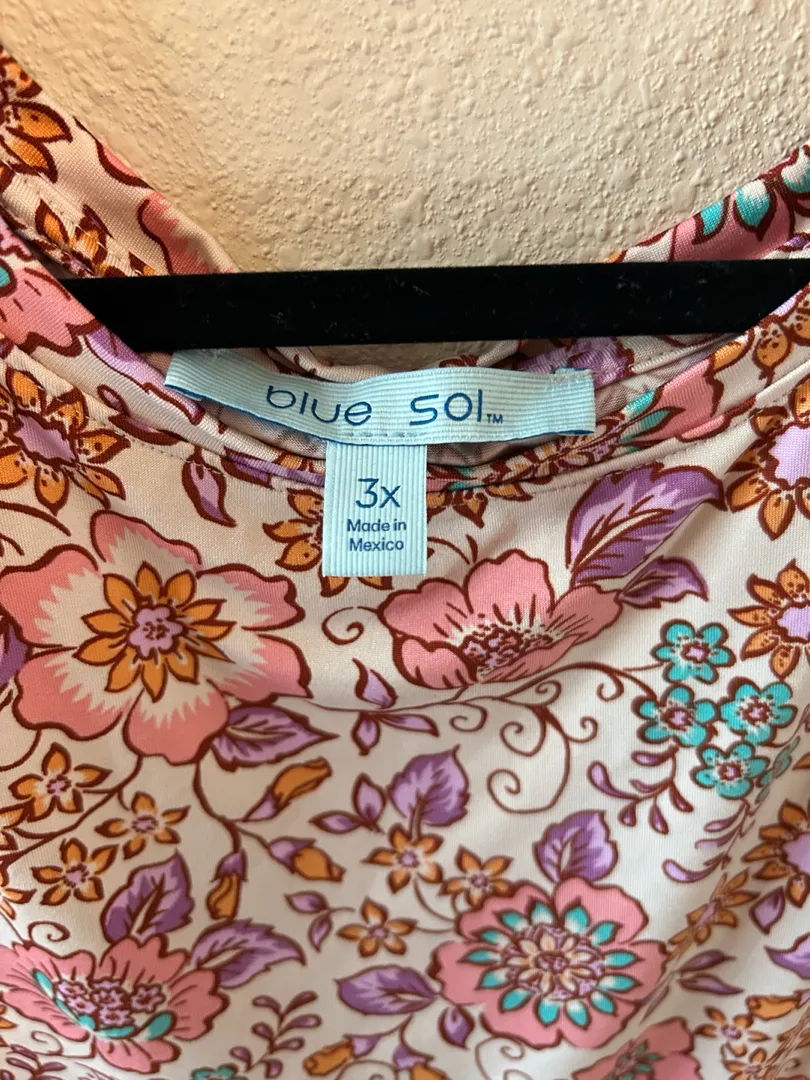 blue sol™
3x
Made in
Mexico